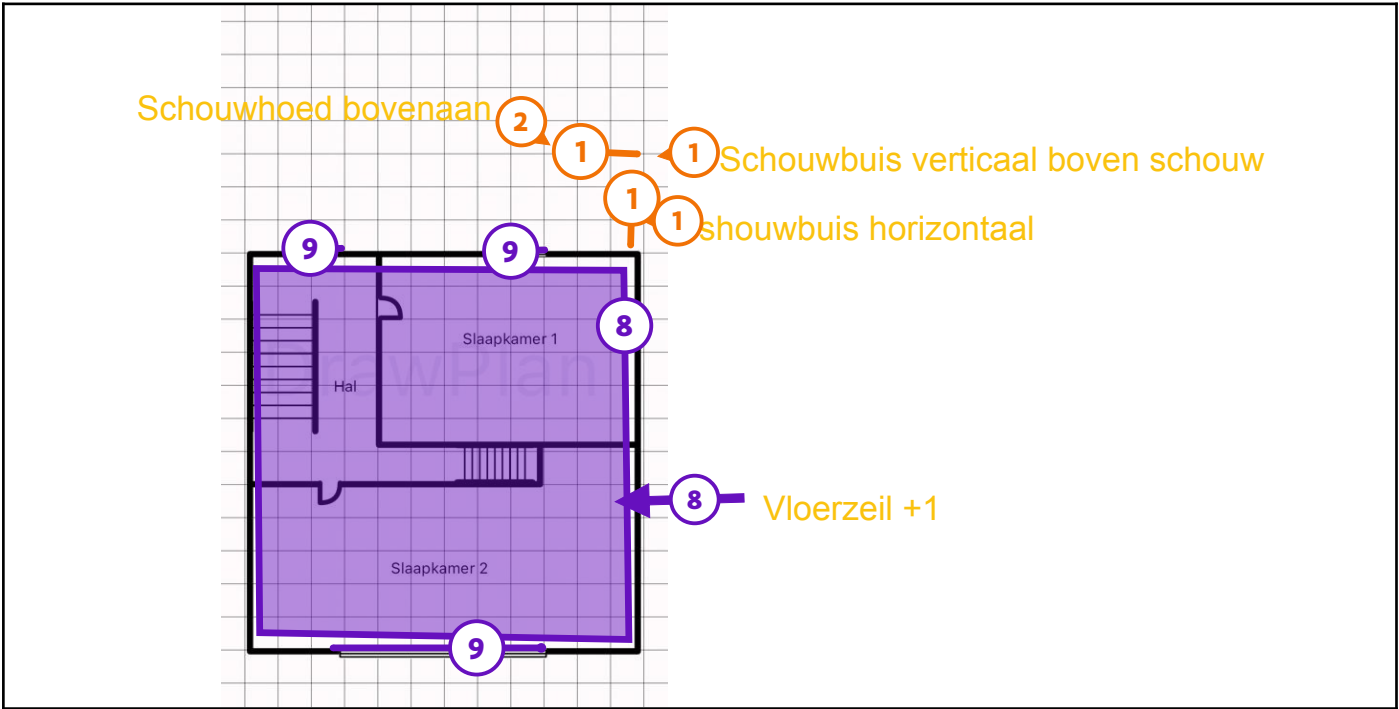 Schouwhoed bovenaan
2
1
1
Schouwbuis verticaal boven schouw
1
1
shouwbuis horizontaal
9
9
8
Slaapkamer 1
DrawPlan
Hal
8
Vloerzeil +1
Slaapkamer 2
9